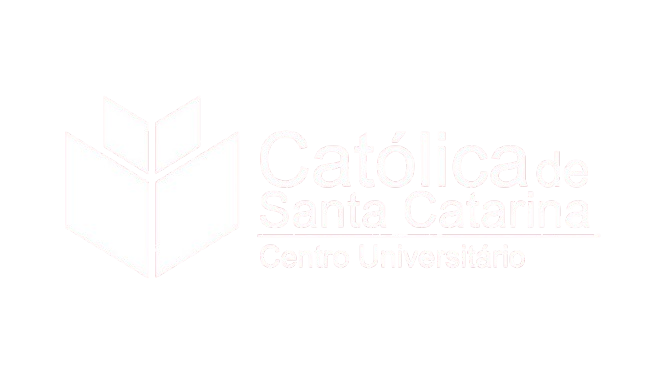 Católica de
Santa Catarina
Centro Universitário